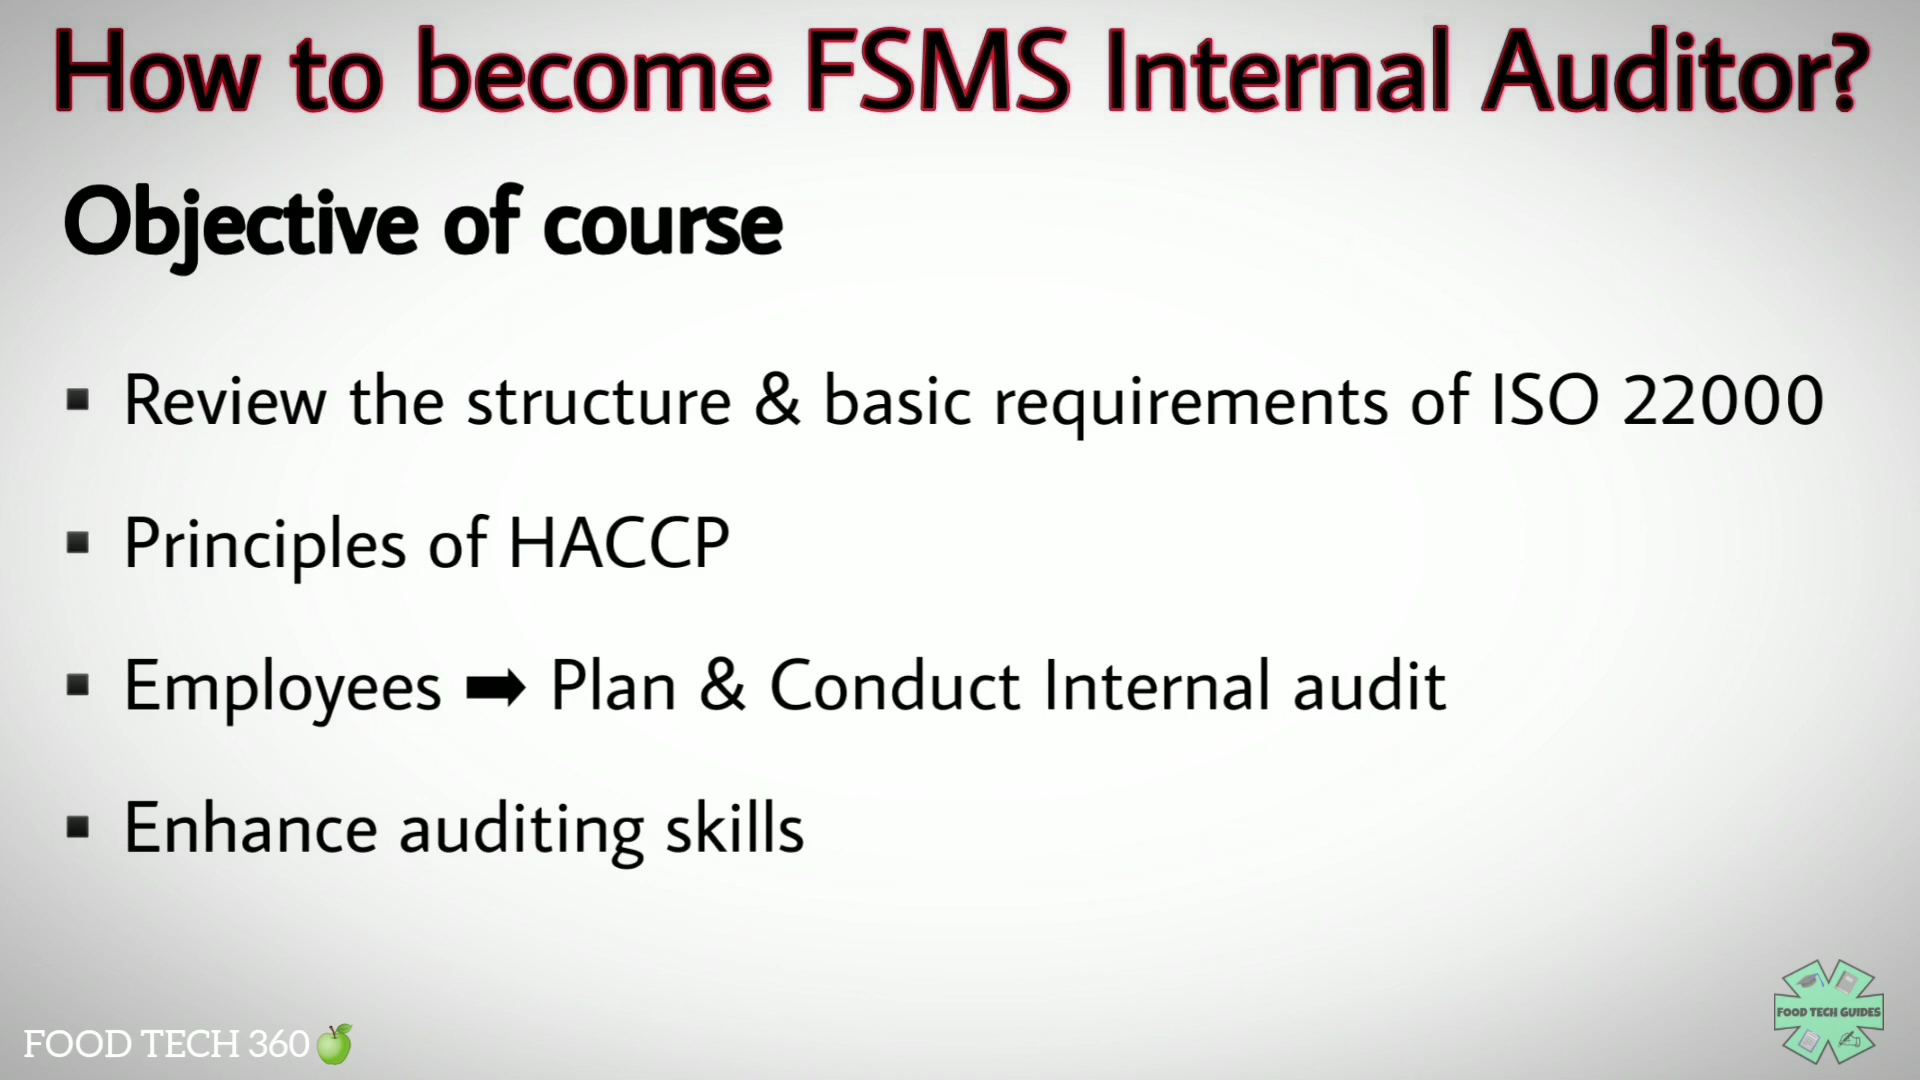 How to become FSMS Internal Auditor?
Objective of course
▪ Review the structure & basic requirements of ISO 22000
▪ Principles of HACCP
▪ Employees ➡ Plan & Conduct Internal audit
▪ Enhance auditing skills
FOOD TECH 360
FOOD TECH GUIDES